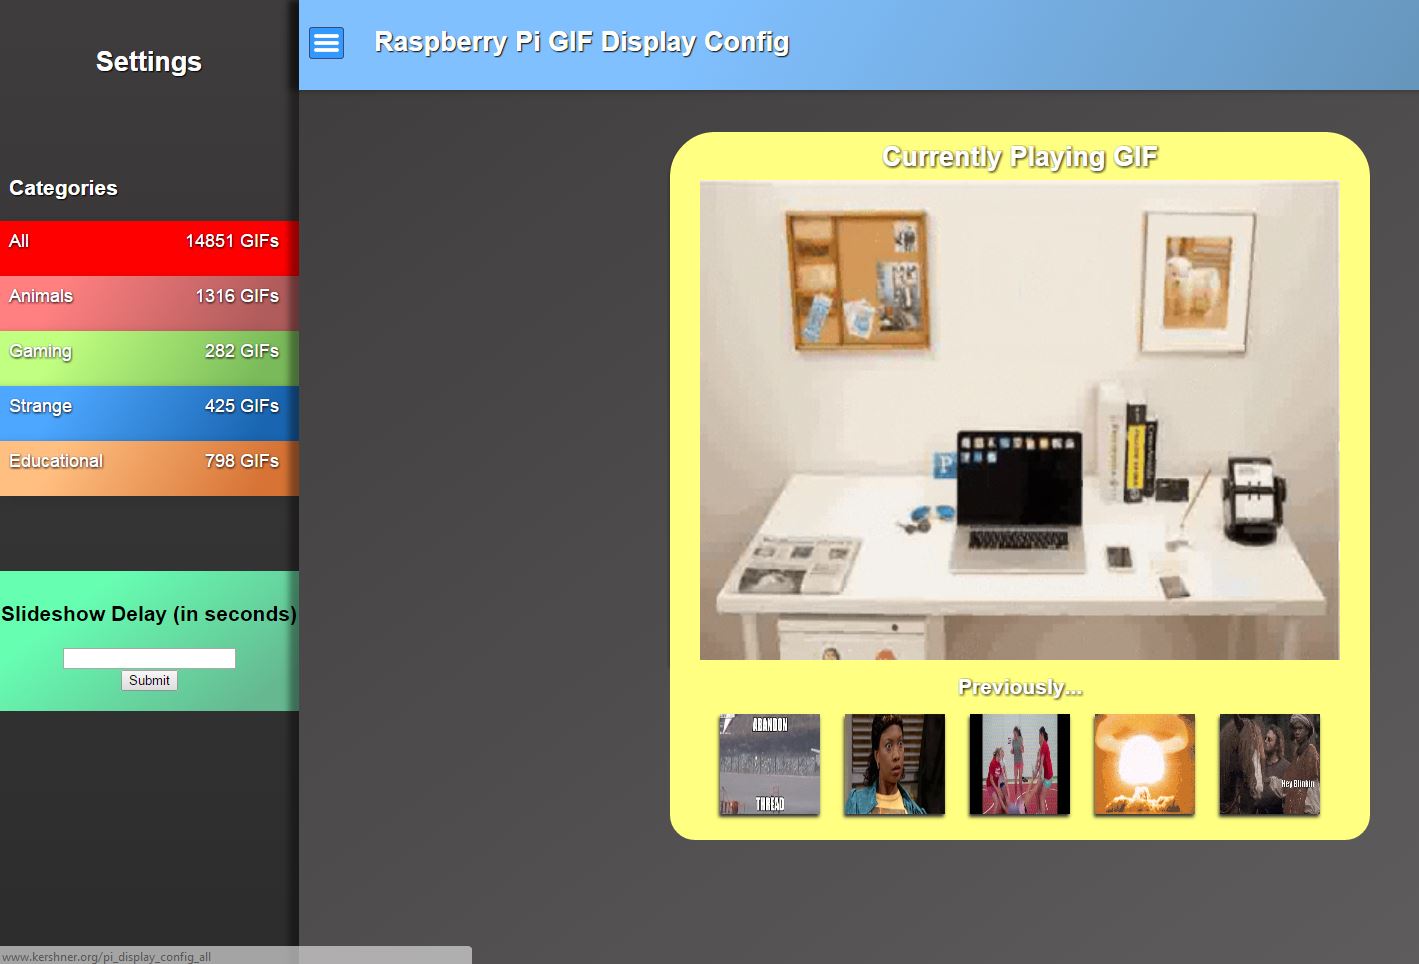 Settings
Raspberry Pi GIF Display Config
Categories
All 14851 GIFs
Animals 1316 GIFs
Gaming 282 GIFs
Strange 425 GIFs
Educational 798 GIFs
Slideshow Delay (in seconds)
Submit
Currently Playing GIF
P
Previously...
ABANDON
THREAD
Hey Blinkin
www.kershner.org/pi_display_config_all